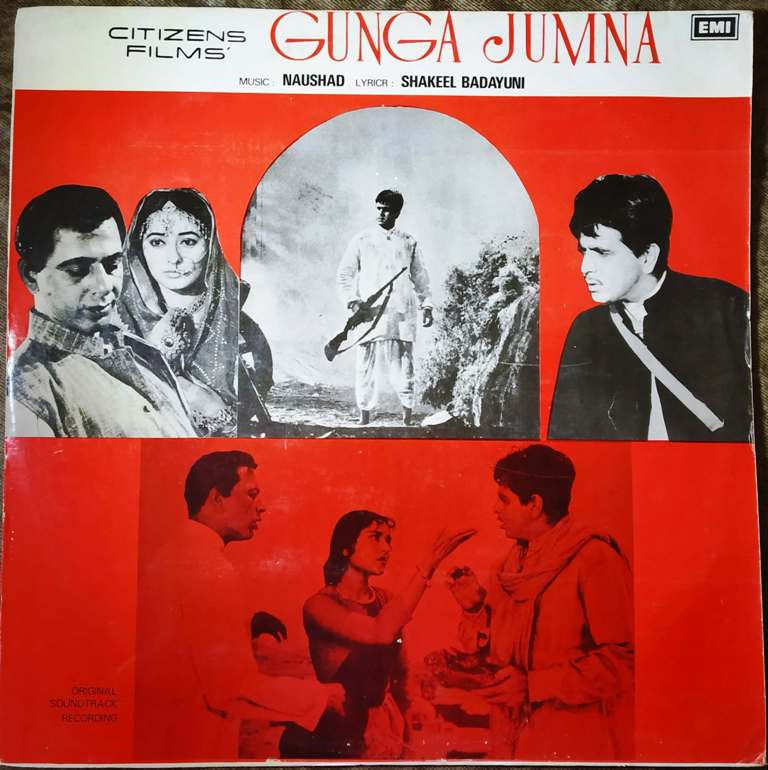 CITIZENS
FILMS'
GUNGA JUMNA
EMI
MUSIC : NAUSHAD LYRICR : SHAKEEL BADAYUNI
ORIGINAL
SOUNDTRACK
RECORDING